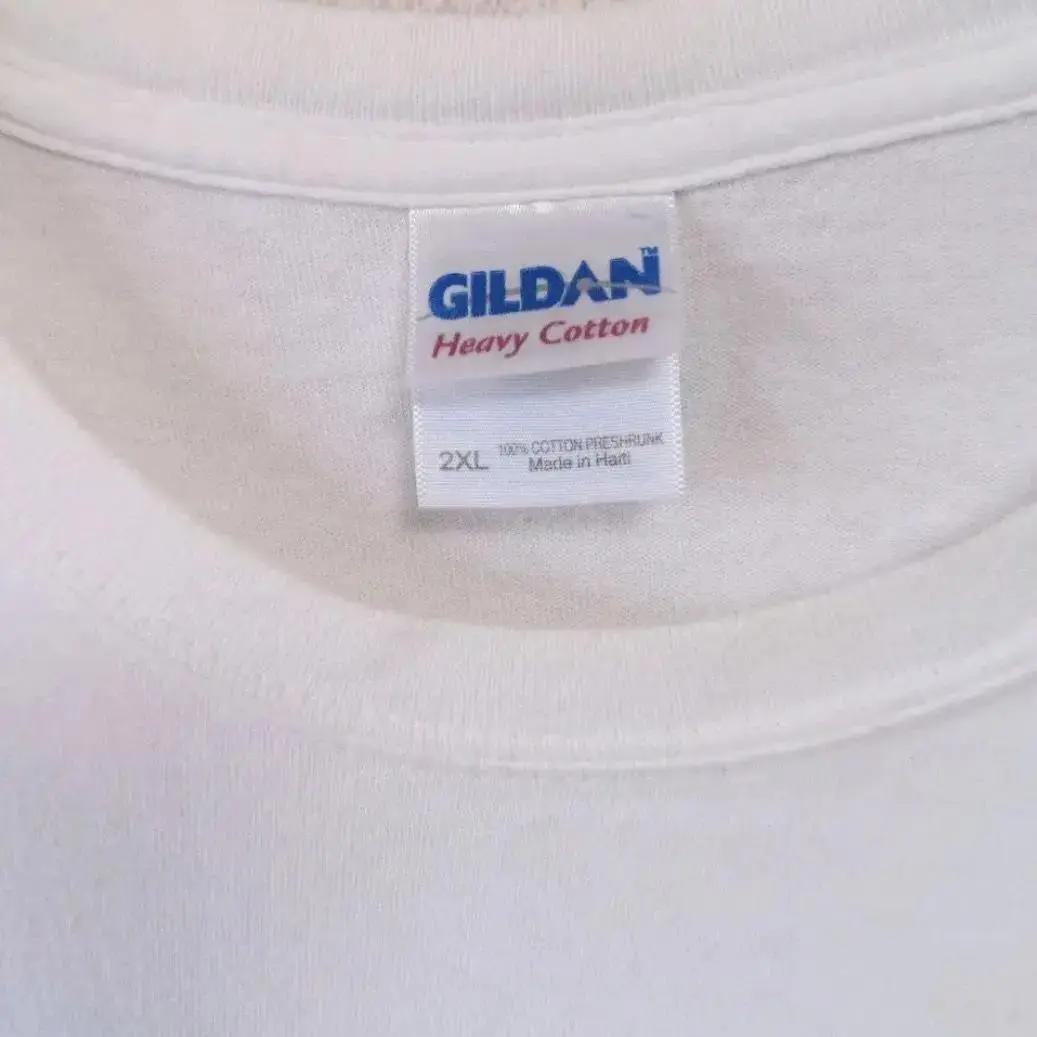 GILDAN™
Heavy Cotton
2XL 100% COTTON PRESHRUNK
Made in Haiti